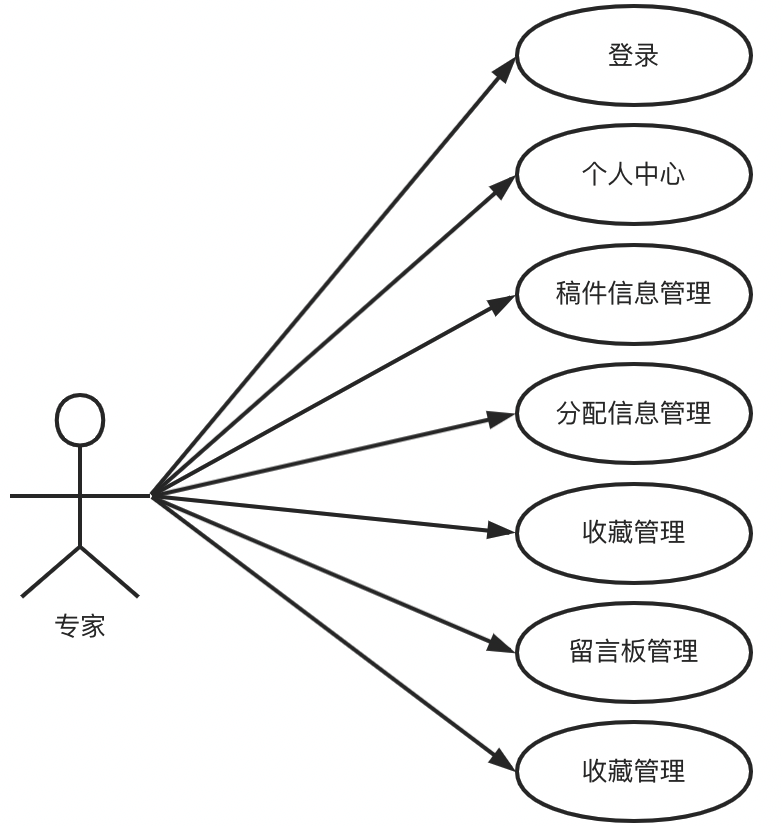 登录
个人中心
稿件信息管理
分配信息管理
收藏管理
留言板管理
收藏管理
专家